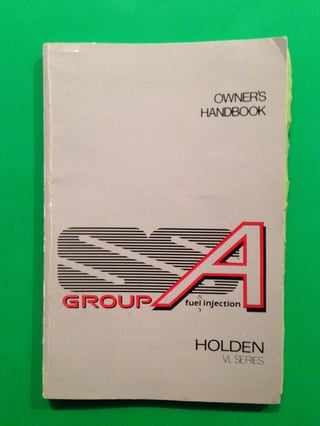 OWNER'S
HANDBOOK
SS
GROUP A
fuel injection
HOLDEN
VL SERIES